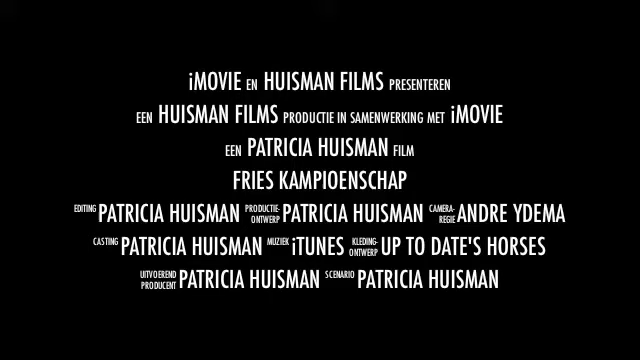 iMOVIE EN HUISMAN FILMS PRESENTEREN
EEN HUISMAN FILMS PRODUCTIE IN SAMENWERKING MET iMOVIE
EEN PATRICIA HUISMAN FILM
FRIES KAMPIOENSCHAP
EDITING PATRICIA HUISMAN PRODUCTIE-ONTWERP PATRICIA HUISMAN CAMERA-REGIE ANDRE YDEMA
CASTING PATRICIA HUISMAN MUZIEK iTUNES KLEDING-ONTWERP UP TO DATE'S HORSES
UITVOEREND PRODUCENT PATRICIA HUISMAN SCENARIO PATRICIA HUISMAN